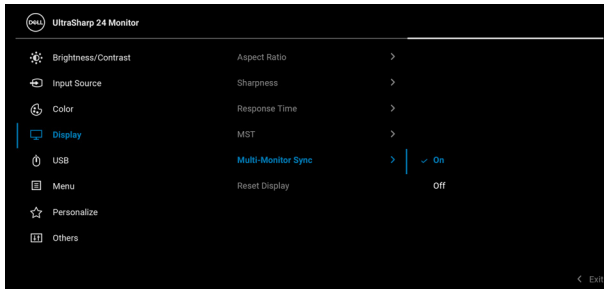 DELL UltraSharp 24 Monitor
Brightness/Contrast
Input Source
Color
Display
USB
Menu
Personalize
Others
Aspect Ratio
Sharpness
Response Time
MST
Multi-Monitor Sync
Reset Display
On
Off
Exit